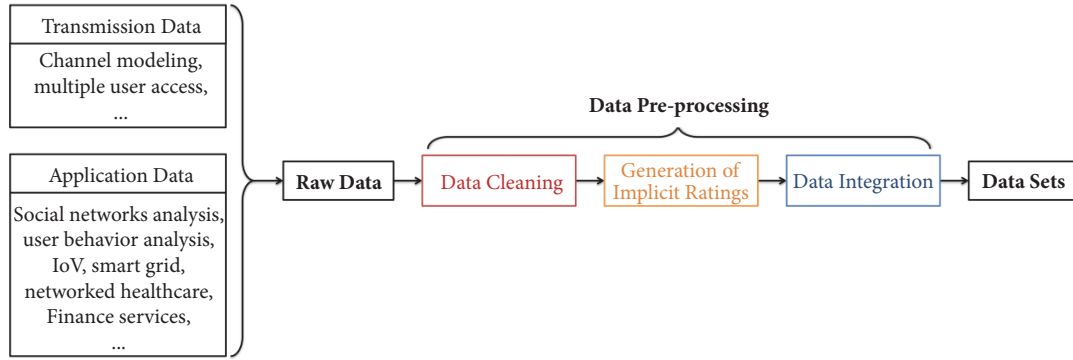 Transmission Data
Channel modeling,
multiple user access,
...
Application Data
Social networks analysis,
user behavior analysis,
IoV, smart grid,
networked healthcare,
Finance services,
...
Raw Data
Data Pre-processing
Data Cleaning
Generation of
Implicit Ratings
Data Integration
Data Sets